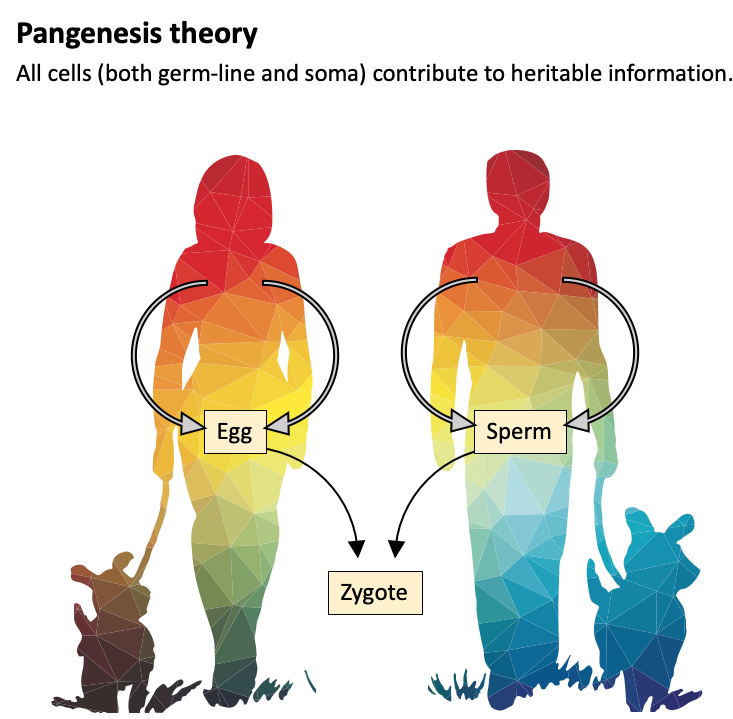 Pangenesis theory
All cells (both germ-line and soma) contribute to heritable information.
Egg
Sperm
Zygote